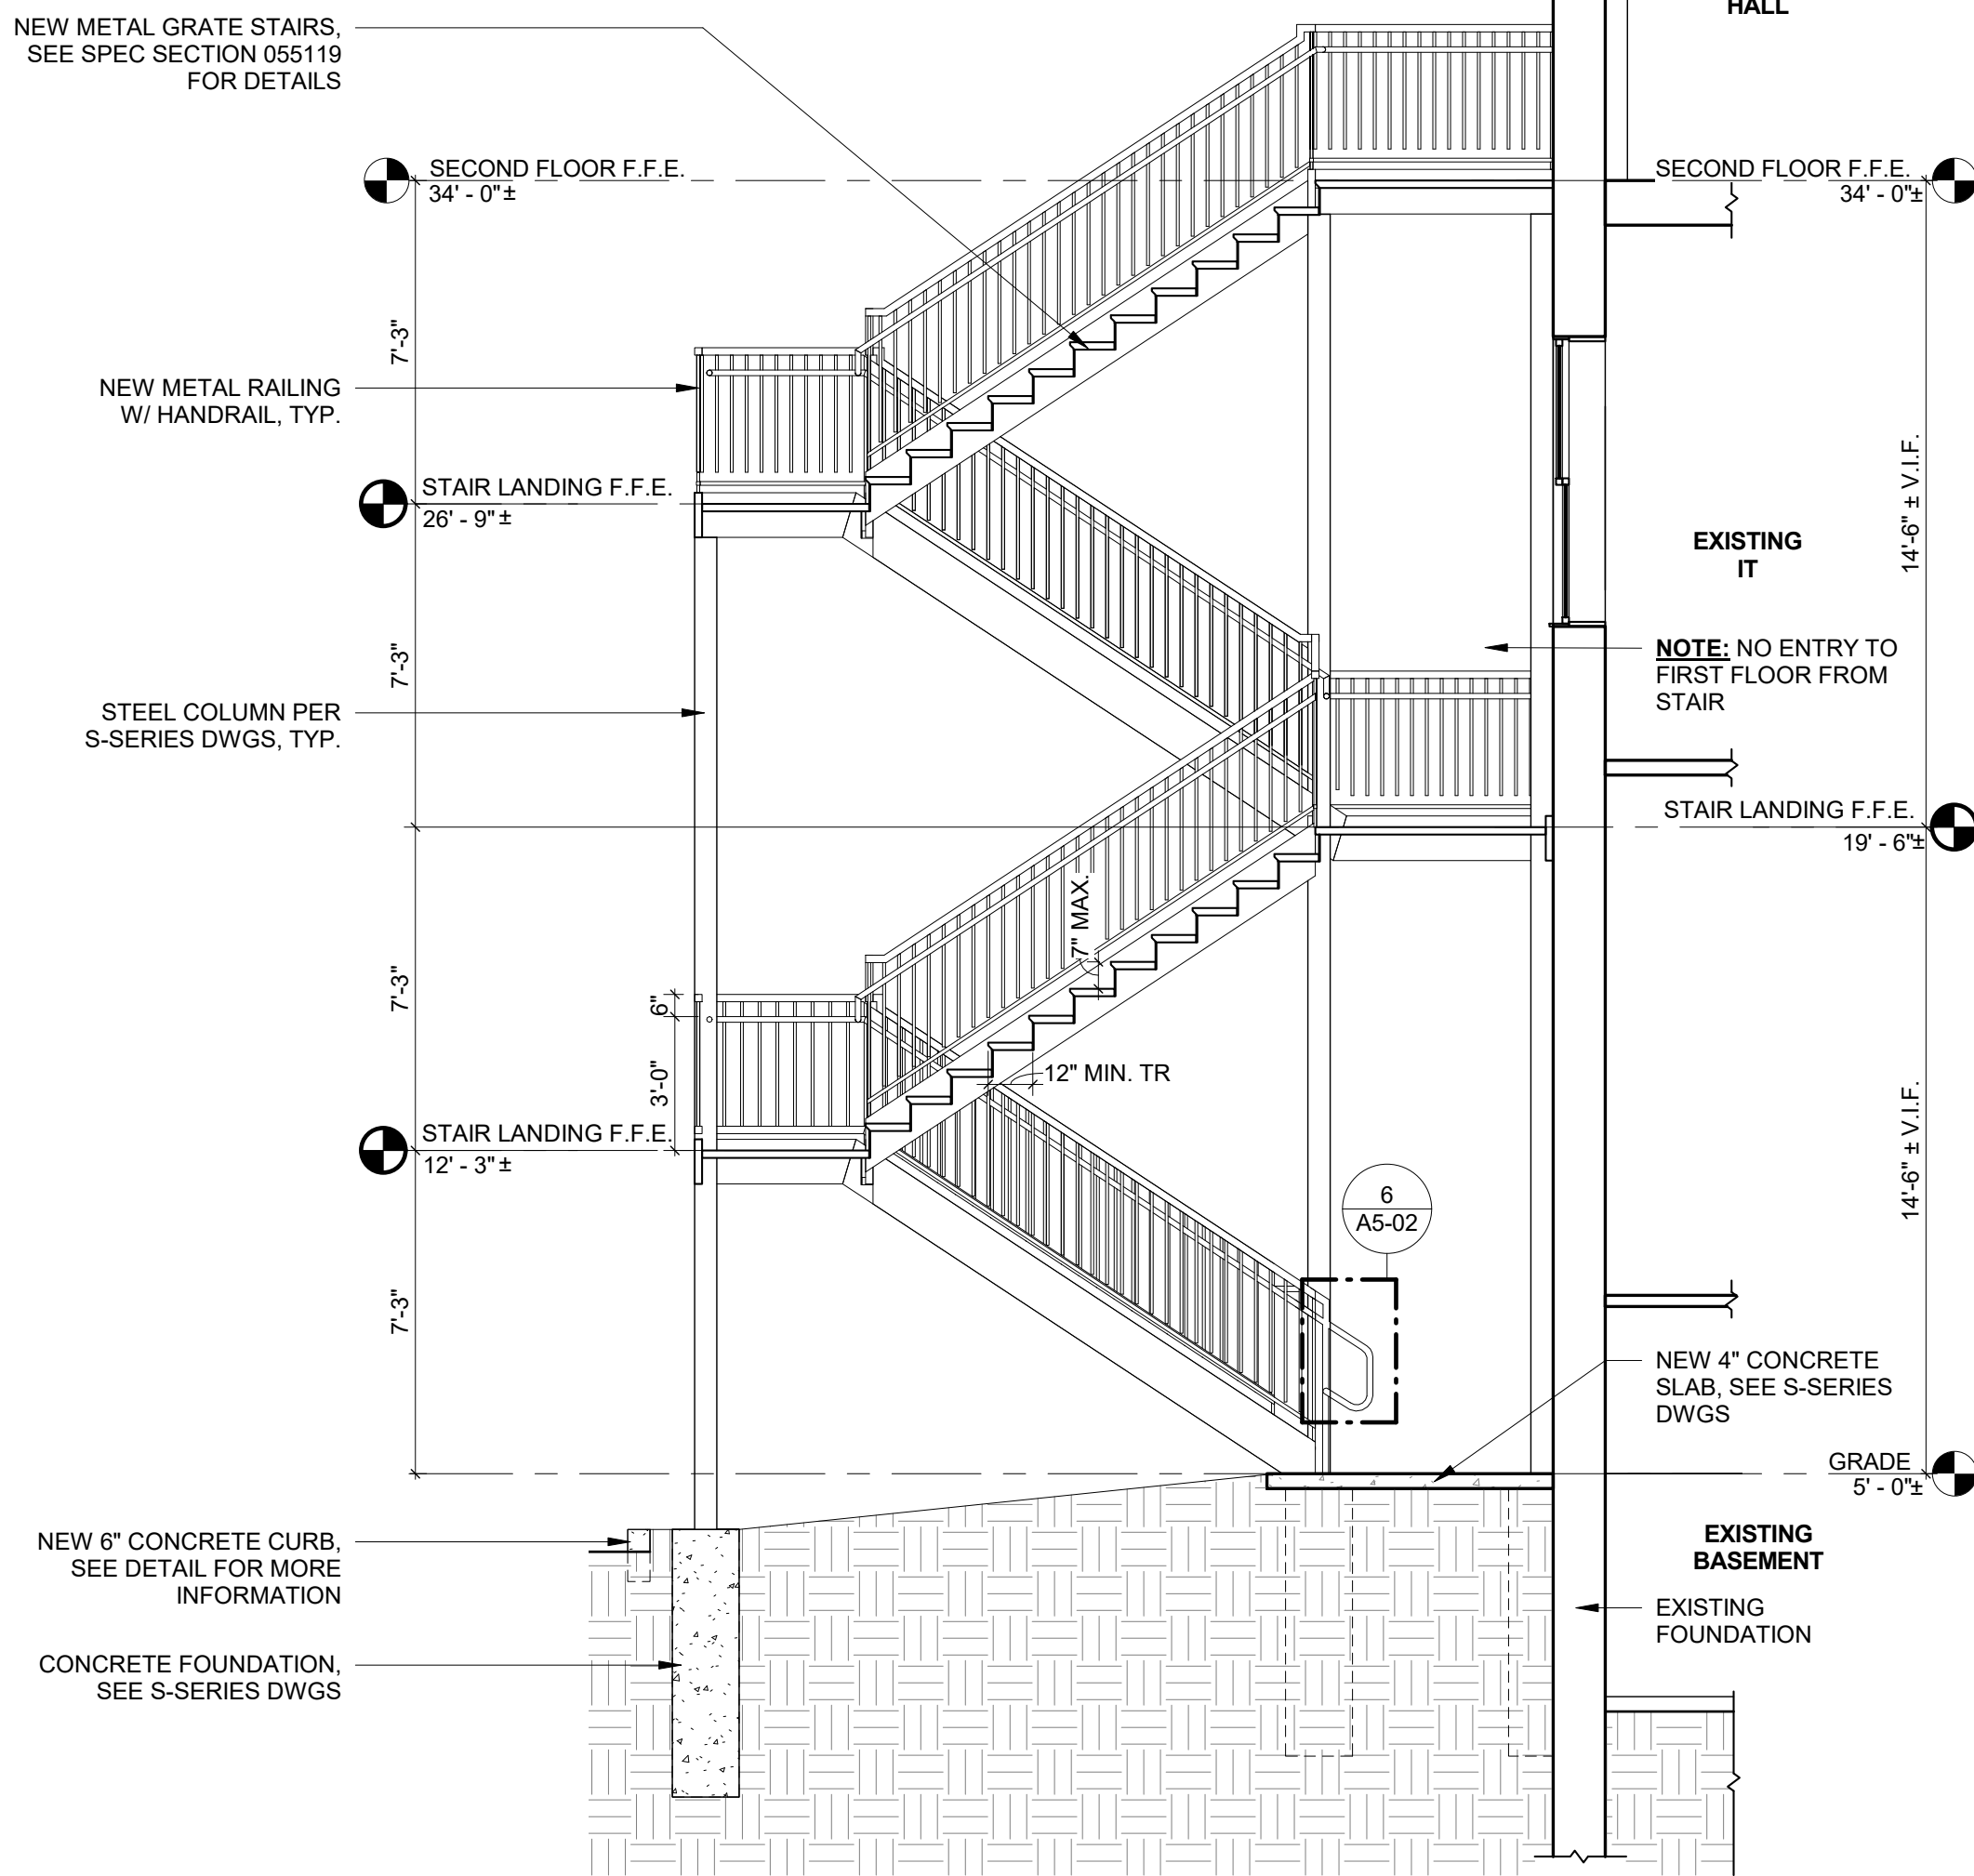 HALL
NEW METAL GRATE STAIRS,
SEE SPEC SECTION 055119
FOR DETAILS
SECOND FLOOR F.F.E.
34' - 0"±
SECOND FLOOR F.F.E.
34' - 0"±
7'-3"
NEW METAL RAILING
W/ HANDRAIL, TYP.
STAIR LANDING F.F.E.
26' - 9"±
14'-6" ± V.I.F.
EXISTING
IT
7'-3"
NOTE: NO ENTRY TO
FIRST FLOOR FROM
STAIR
STEEL COLUMN PER
S-SERIES DWGS, TYP.
STAIR LANDING F.F.E.
19' - 6"±
7" MAX.
7'-3"
6"
3'-0"
12" MIN. TR
STAIR LANDING F.F.E.
12' - 3"±
14'-6" ± V.I.F.
6
A5-02
7'-3"
NEW 4" CONCRETE
SLAB, SEE S-SERIES
DWGS
GRADE
5' - 0"±
EXISTING
BASEMENT
NEW 6" CONCRETE CURB,
SEE DETAIL FOR MORE
INFORMATION
EXISTING
FOUNDATION
CONCRETE FOUNDATION,
SEE S-SERIES DWGS